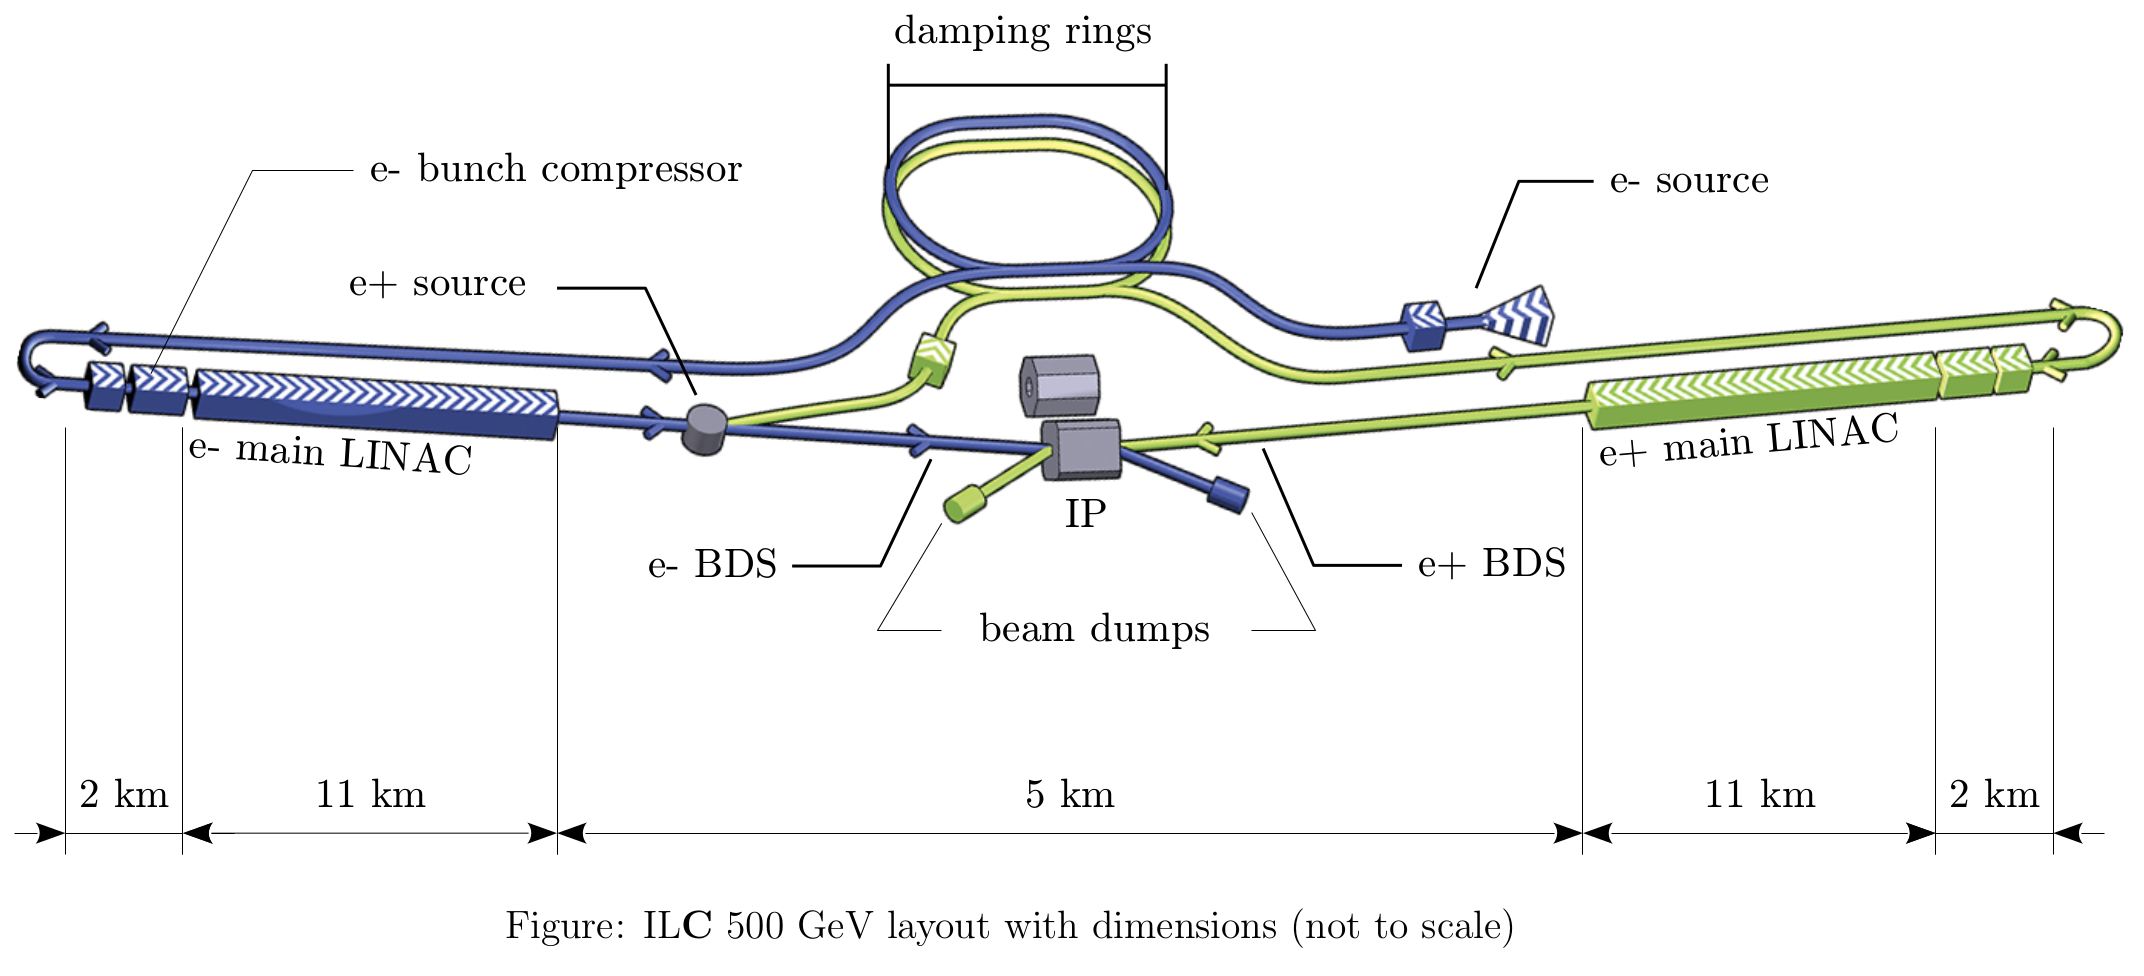 damping rings
e- bunch compressor
e- source
e+ source
e- main LINAC
e+ main LINAC
IP
e- BDS
e+ BDS
beam dumps
2 km
11 km
5 km
11 km
2 km
Figure: ILC 500 GeV layout with dimensions (not to scale)